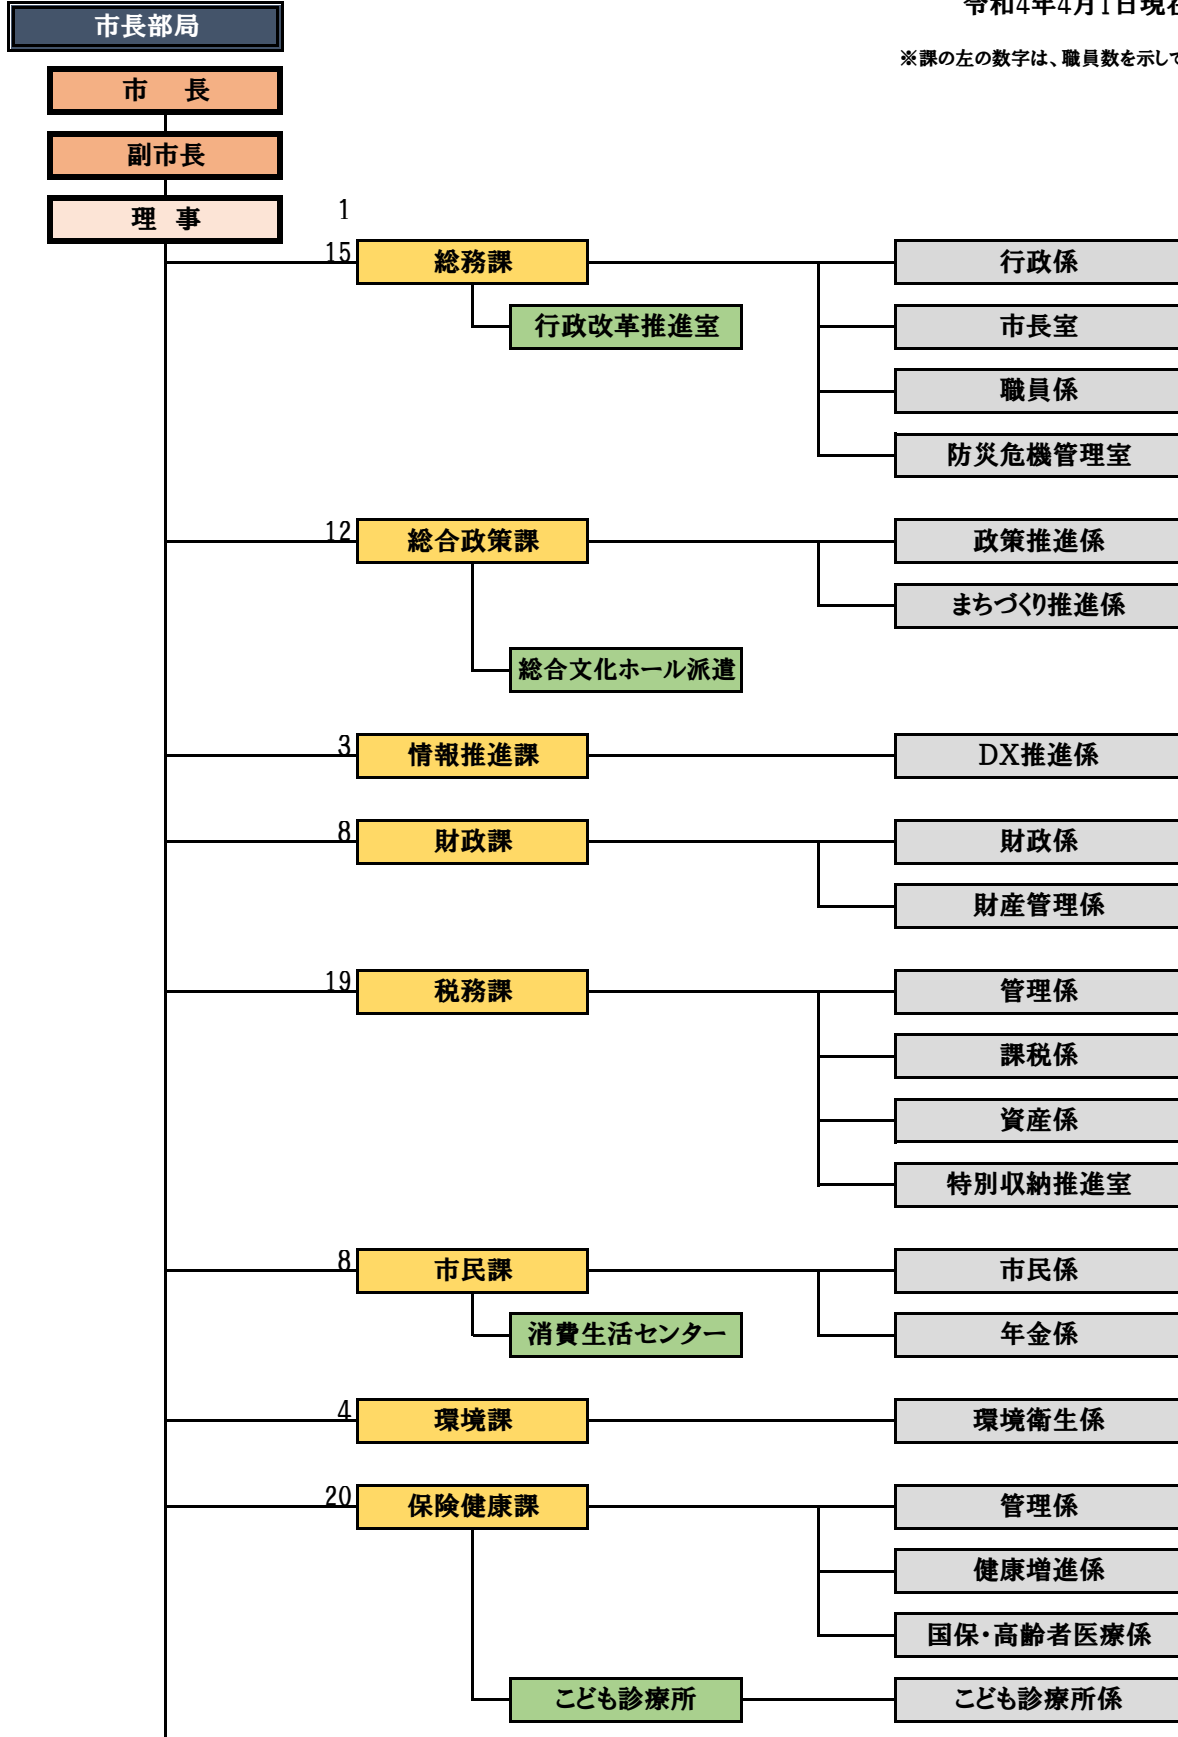 令和4年4月1日現在
市長部局
※課の左の数字は、職員数を示して
市　長
副市長
理 事
1
15 総務課 行政係
行政改革推進室 市長室
職員係
防災危機管理室
12 総合政策課 政策推進係
まちづくり推進係
総合文化ホール派遣
3 情報推進課 DX推進係
8 財政課 財政係
財産管理係
19 税務課 管理係
課税係
資産係
特別収納推進室
8 市民課 市民係
消費生活センター 年金係
4 環境課 環境衛生係
20 保険健康課 管理係
健康増進係
国保・高齢者医療係
こども診療所 こども診療所係